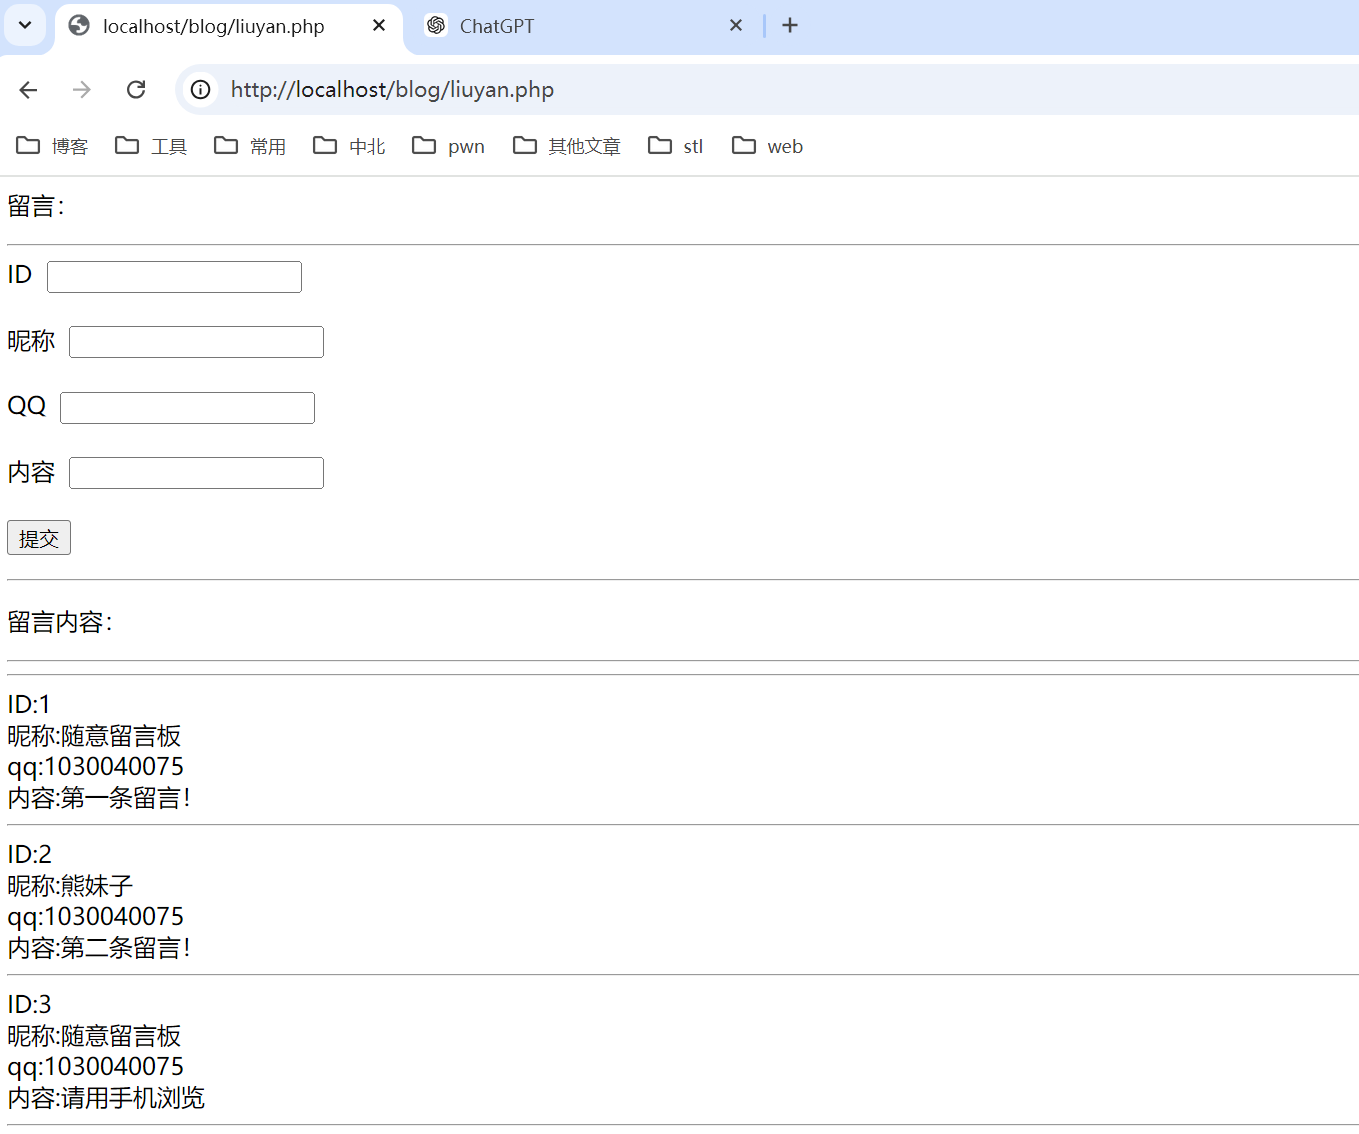 localhost/blog/liuyan.php
ChatGPT
http://localhost/blog/liuyan.php
博客 工具 常用 中北 pwn 其他文章 stl web
留言：
ID
昵称
QQ
内容
提交
留言内容：
ID:1
昵称:随意留言板
qq:1030040075
内容:第一条留言！
ID:2
昵称:熊妹子
qq:1030040075
内容:第二条留言！
ID:3
昵称:随意留言板
qq:1030040075
内容:请用手机浏览